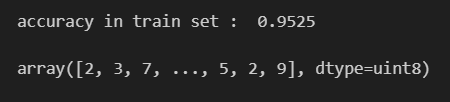 accuracy in train set :  0.9525
array([2, 3, 7, ..., 5, 2, 9], dtype=uint8)